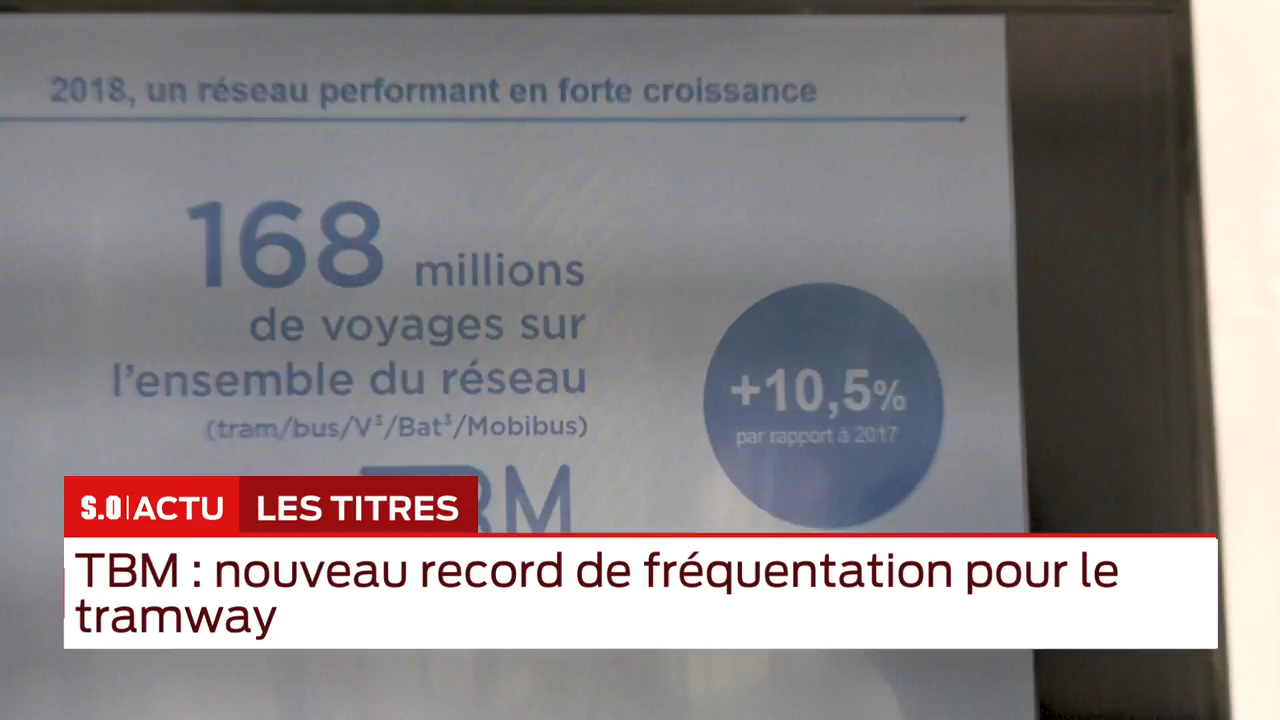 2018, un réseau performant en forte croissance
168 millions
de voyages sur
l'ensemble du réseau
(tram/bus/V³/Bat³/Mobibus)
+10,5%
par rapport à 2017
TBM
S.O ACTU LES TITRES
TBM : nouveau record de fréquentation pour le
tramway